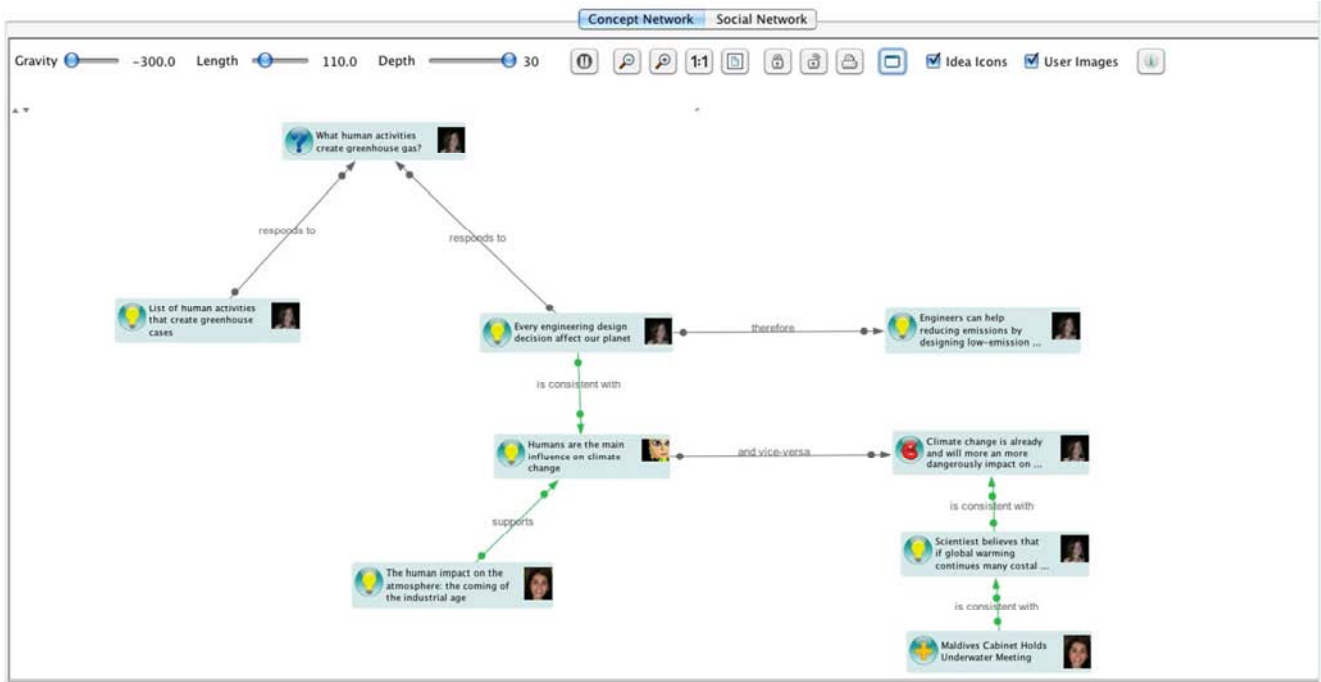 Concept Network Social Network
Gravity -300.0 Length 110.0 Depth 30 1:1 Idea Icons User Images
What human activities
create greenhouse gas?
responds to
responds to
List of human activities
that create greenhouse
cases
Every engineering design
decision affect our planet
therefore
Engineers can help
reducing emissions by
designing low-emission ...
is consistent with
Humans are the main
influence on climate
change
and vice-versa
Climate change is already
and will more an more
dangerously impact on ...
supports
is consistent with
The human impact on the
atmosphere: the coming of
the industrial age
Scientiest believes that
if global warming
continues many costal ...
is consistent with
Maldives Cabinet Holds
Underwater Meeting